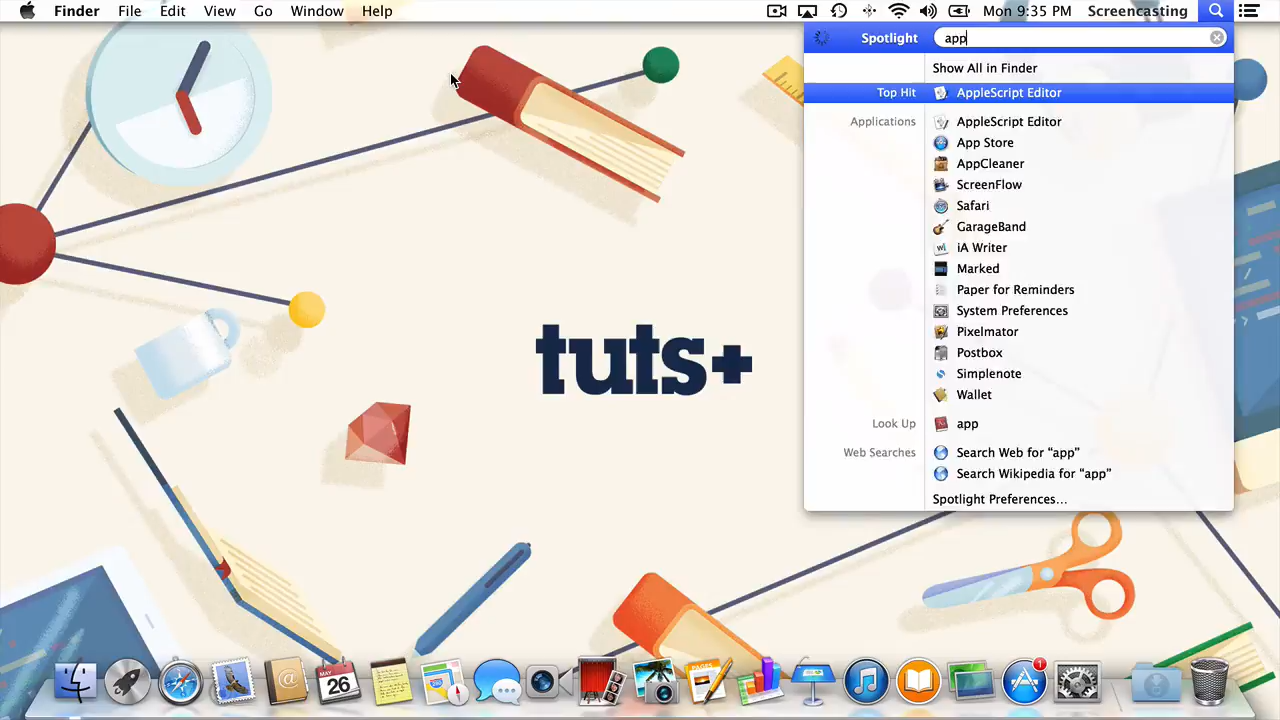 Finder File Edit View Go Window Help Mon 9:35 PM Screencasting
Spotlight app
Show All in Finder
Top Hit AppleScript Editor
Applications AppleScript Editor
App Store
AppCleaner
ScreenFlow
Safari
GarageBand
iA Writer
Marked
Paper for Reminders
System Preferences
Pixelmator
Postbox
Simplenote
Wallet
Look Up app
Web Searches Search Web for “app”
Search Wikipedia for “app”
Spotlight Preferences...
tuts+
MAY
26
PAGES
1